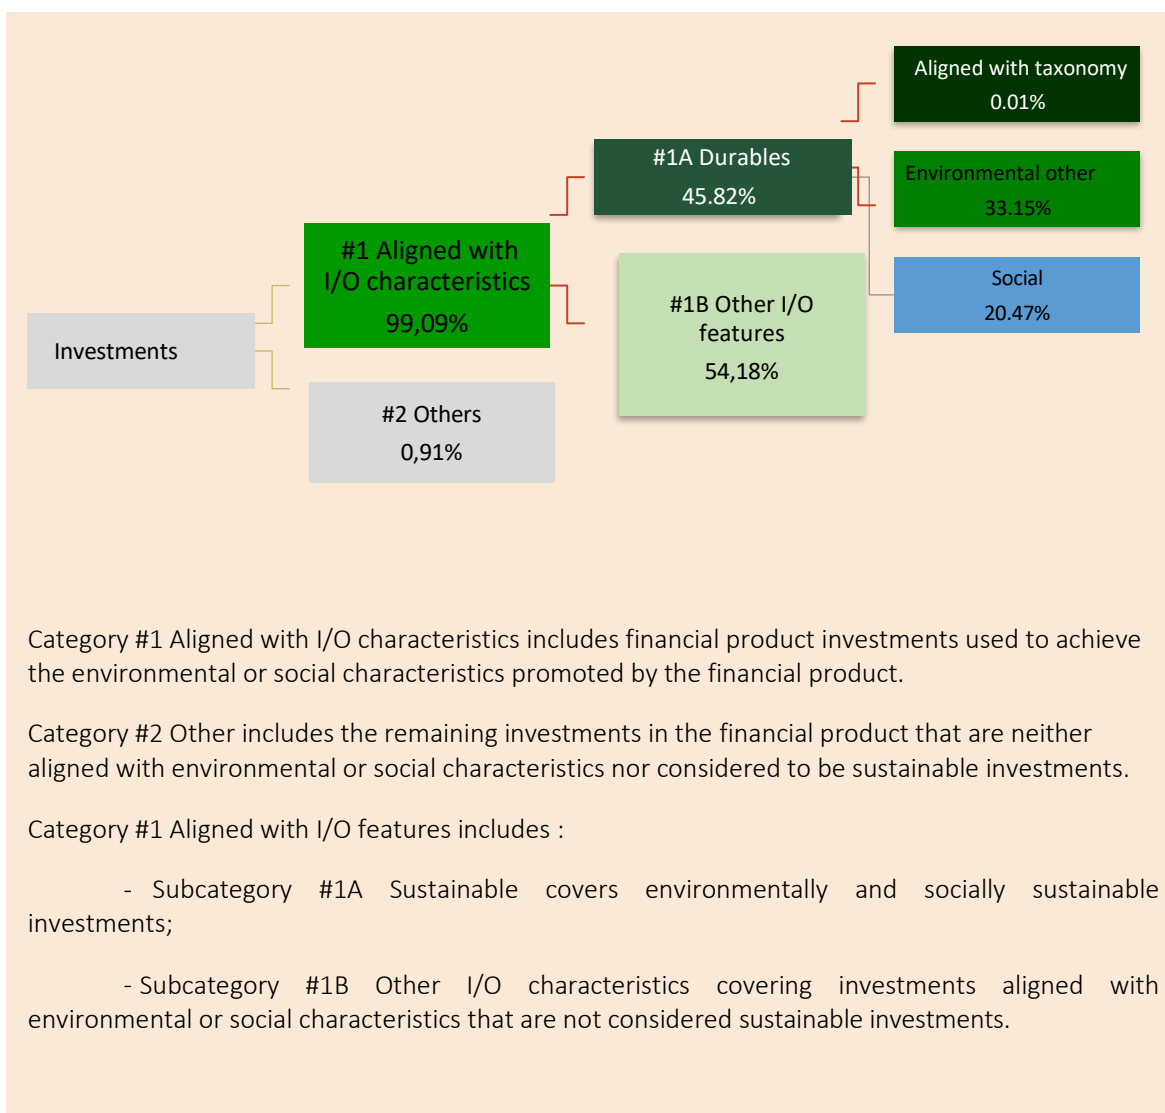 Aligned with taxonomy
0.01%
#1A Durables
45.82%
Environmental other
33.15%
#1 Aligned with
I/O characteristics
99,09%
Social
20.47%
#1B Other I/O
features
54,18%
Investments
#2 Others
0,91%
Category #1 Aligned with I/O characteristics includes financial product investments used to achieve
the environmental or social characteristics promoted by the financial product.
Category #2 Other includes the remaining investments in the financial product that are neither
aligned with environmental or social characteristics nor considered to be sustainable investments.
Category #1 Aligned with I/O features includes :
- Subcategory #1A Sustainable covers environmentally and socially sustainable
investments;
- Subcategory #1B Other I/O characteristics covering investments aligned with
environmental or social characteristics that are not considered sustainable investments.